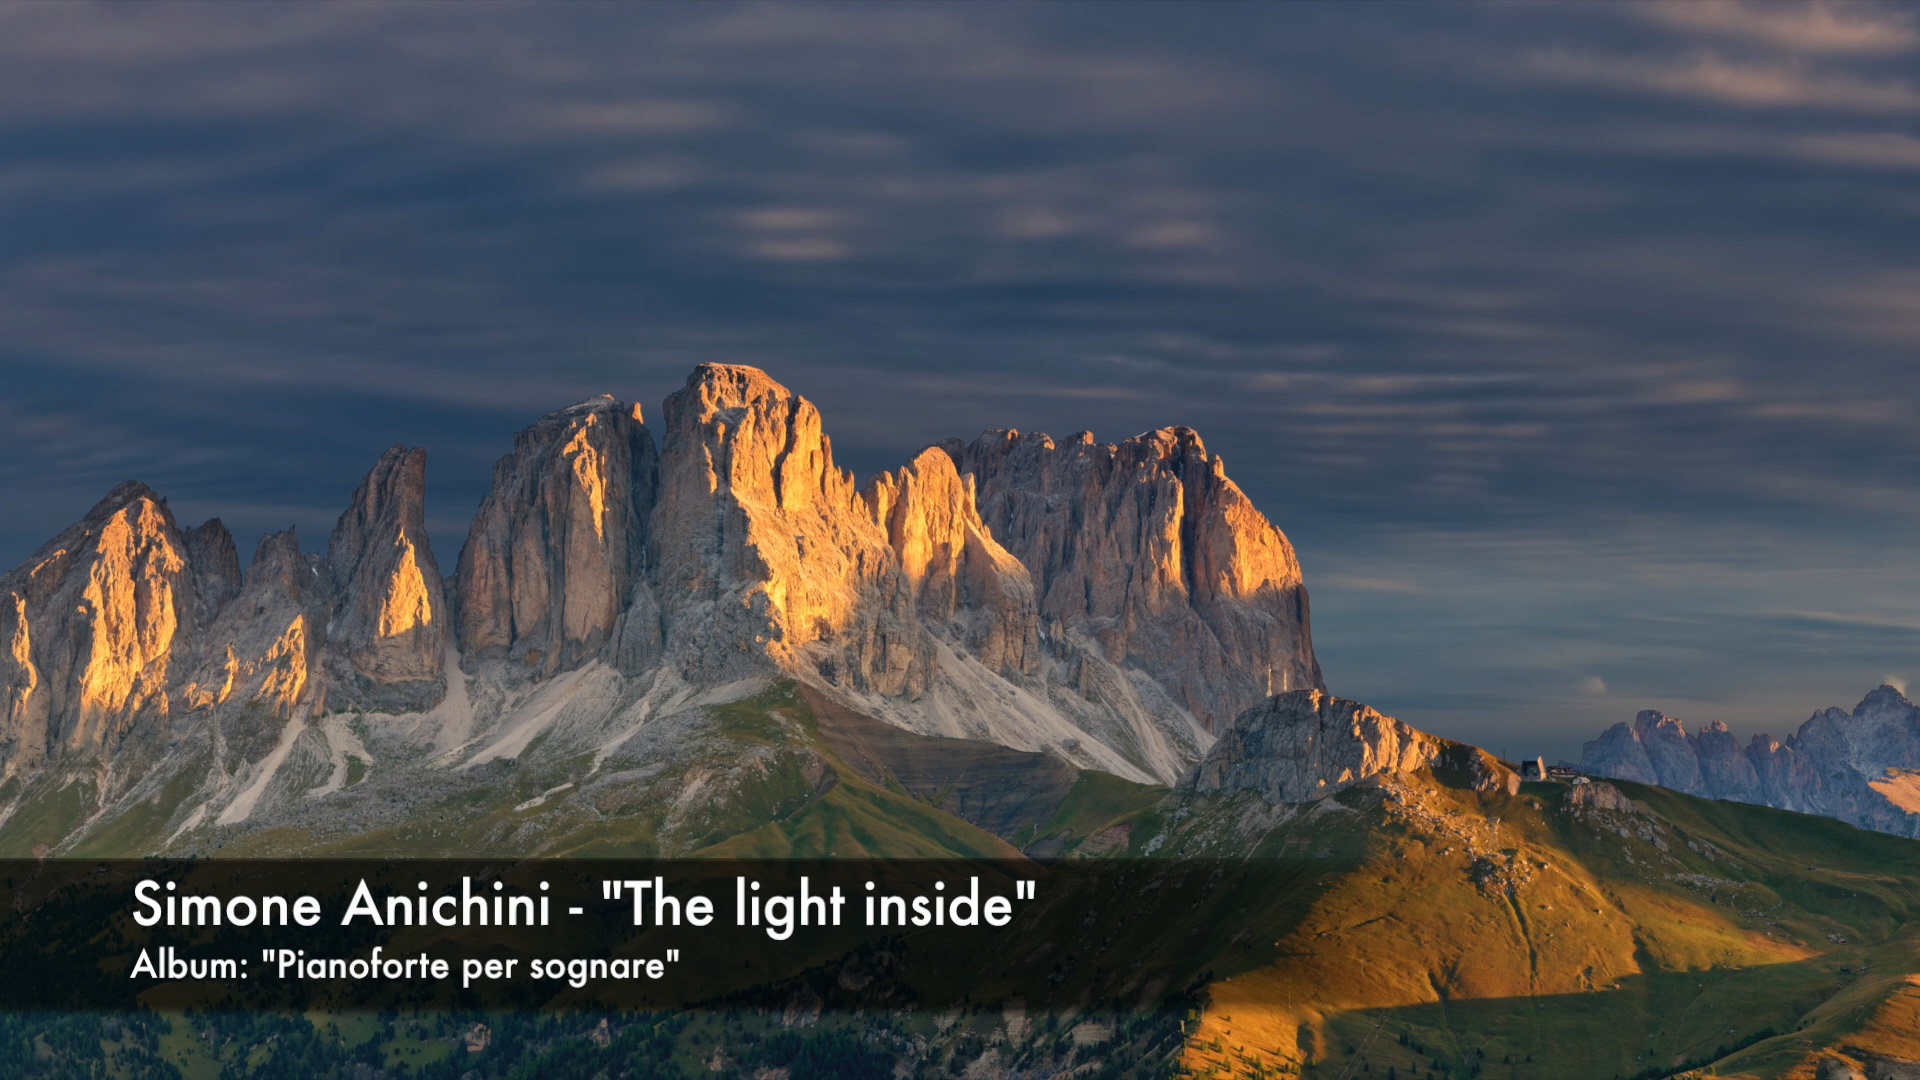 Simone Anichini - "The light inside"
Album: "Pianoforte per sognare"